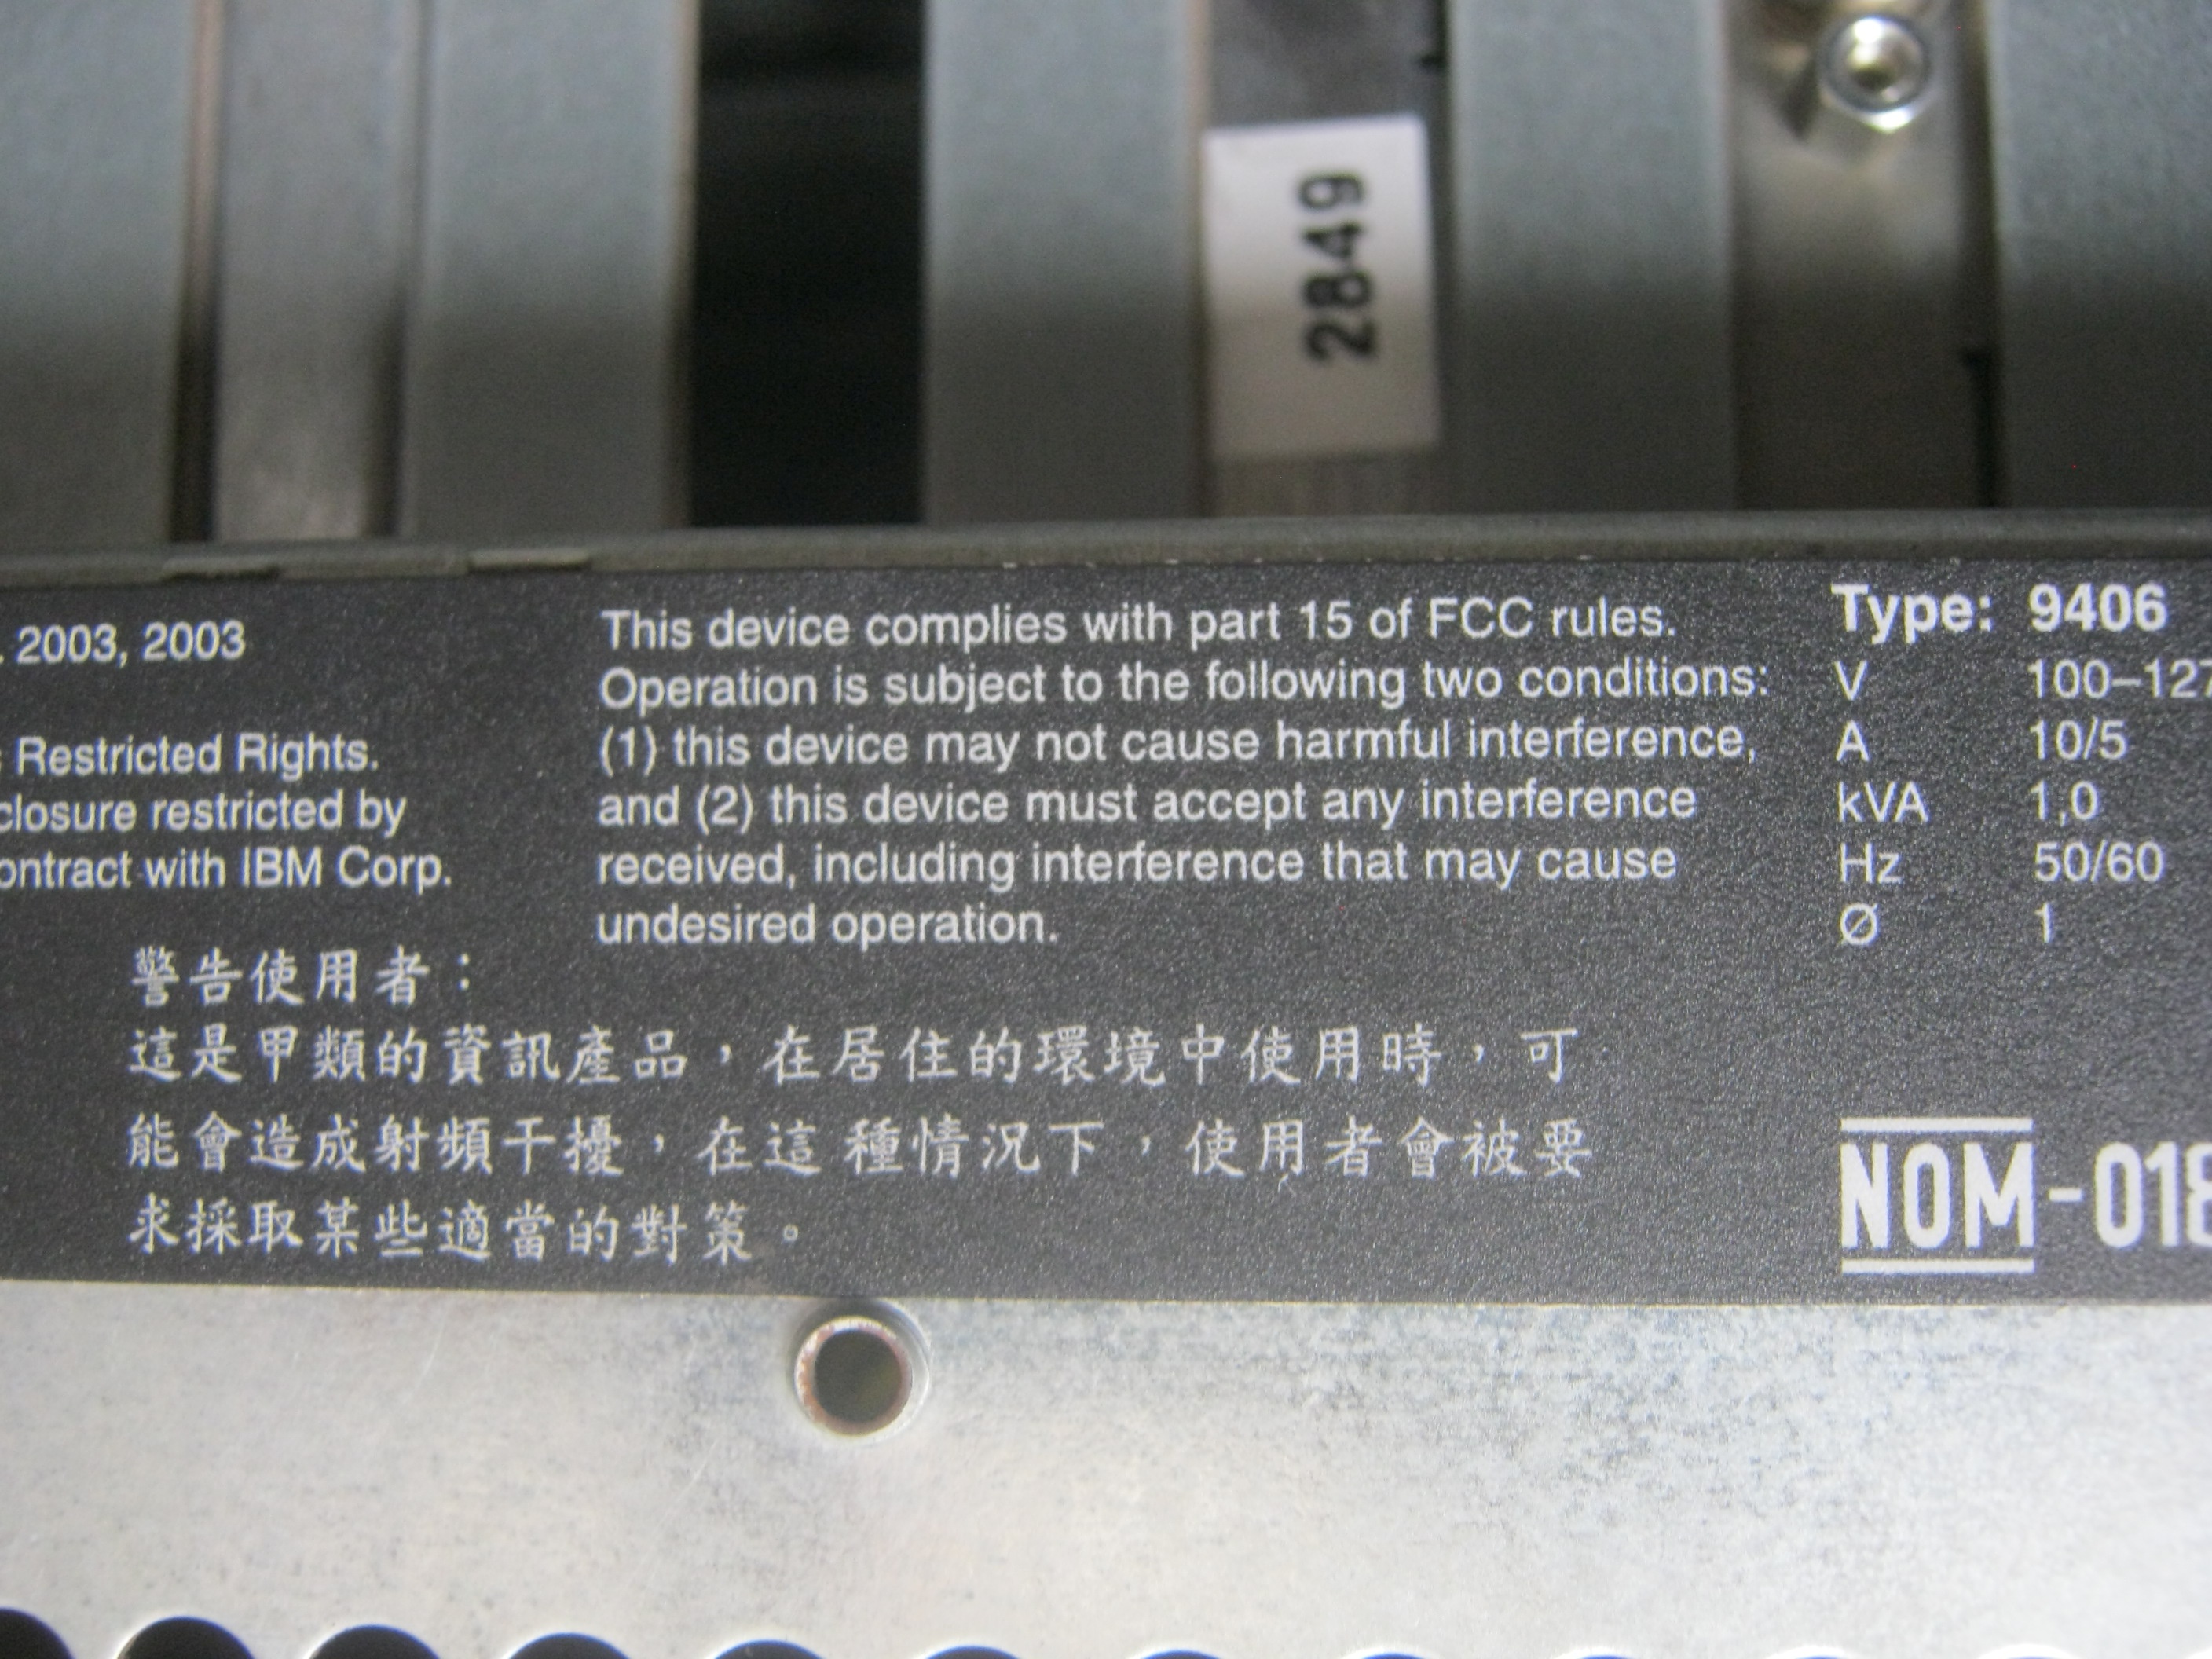 2849
. 2003, 2003
Restricted Rights.
closure restricted by
ontract with IBM Corp.
This device complies with part 15 of FCC rules.
Operation is subject to the following two conditions:
(1) this device may not cause harmful interference,
and (2) this device must accept any interference
received, including interference that may cause
undesired operation.
Type: 9406
V 100–127
A 10/5
kVA 1,0
Hz 50/60
Ø 1
警告使用者：
這是甲類的資訊產品，在居住的環境中使用時，可
能會造成射頻干擾，在這種情況下，使用者會被要
求採取某些適當的對策。
NOM-018